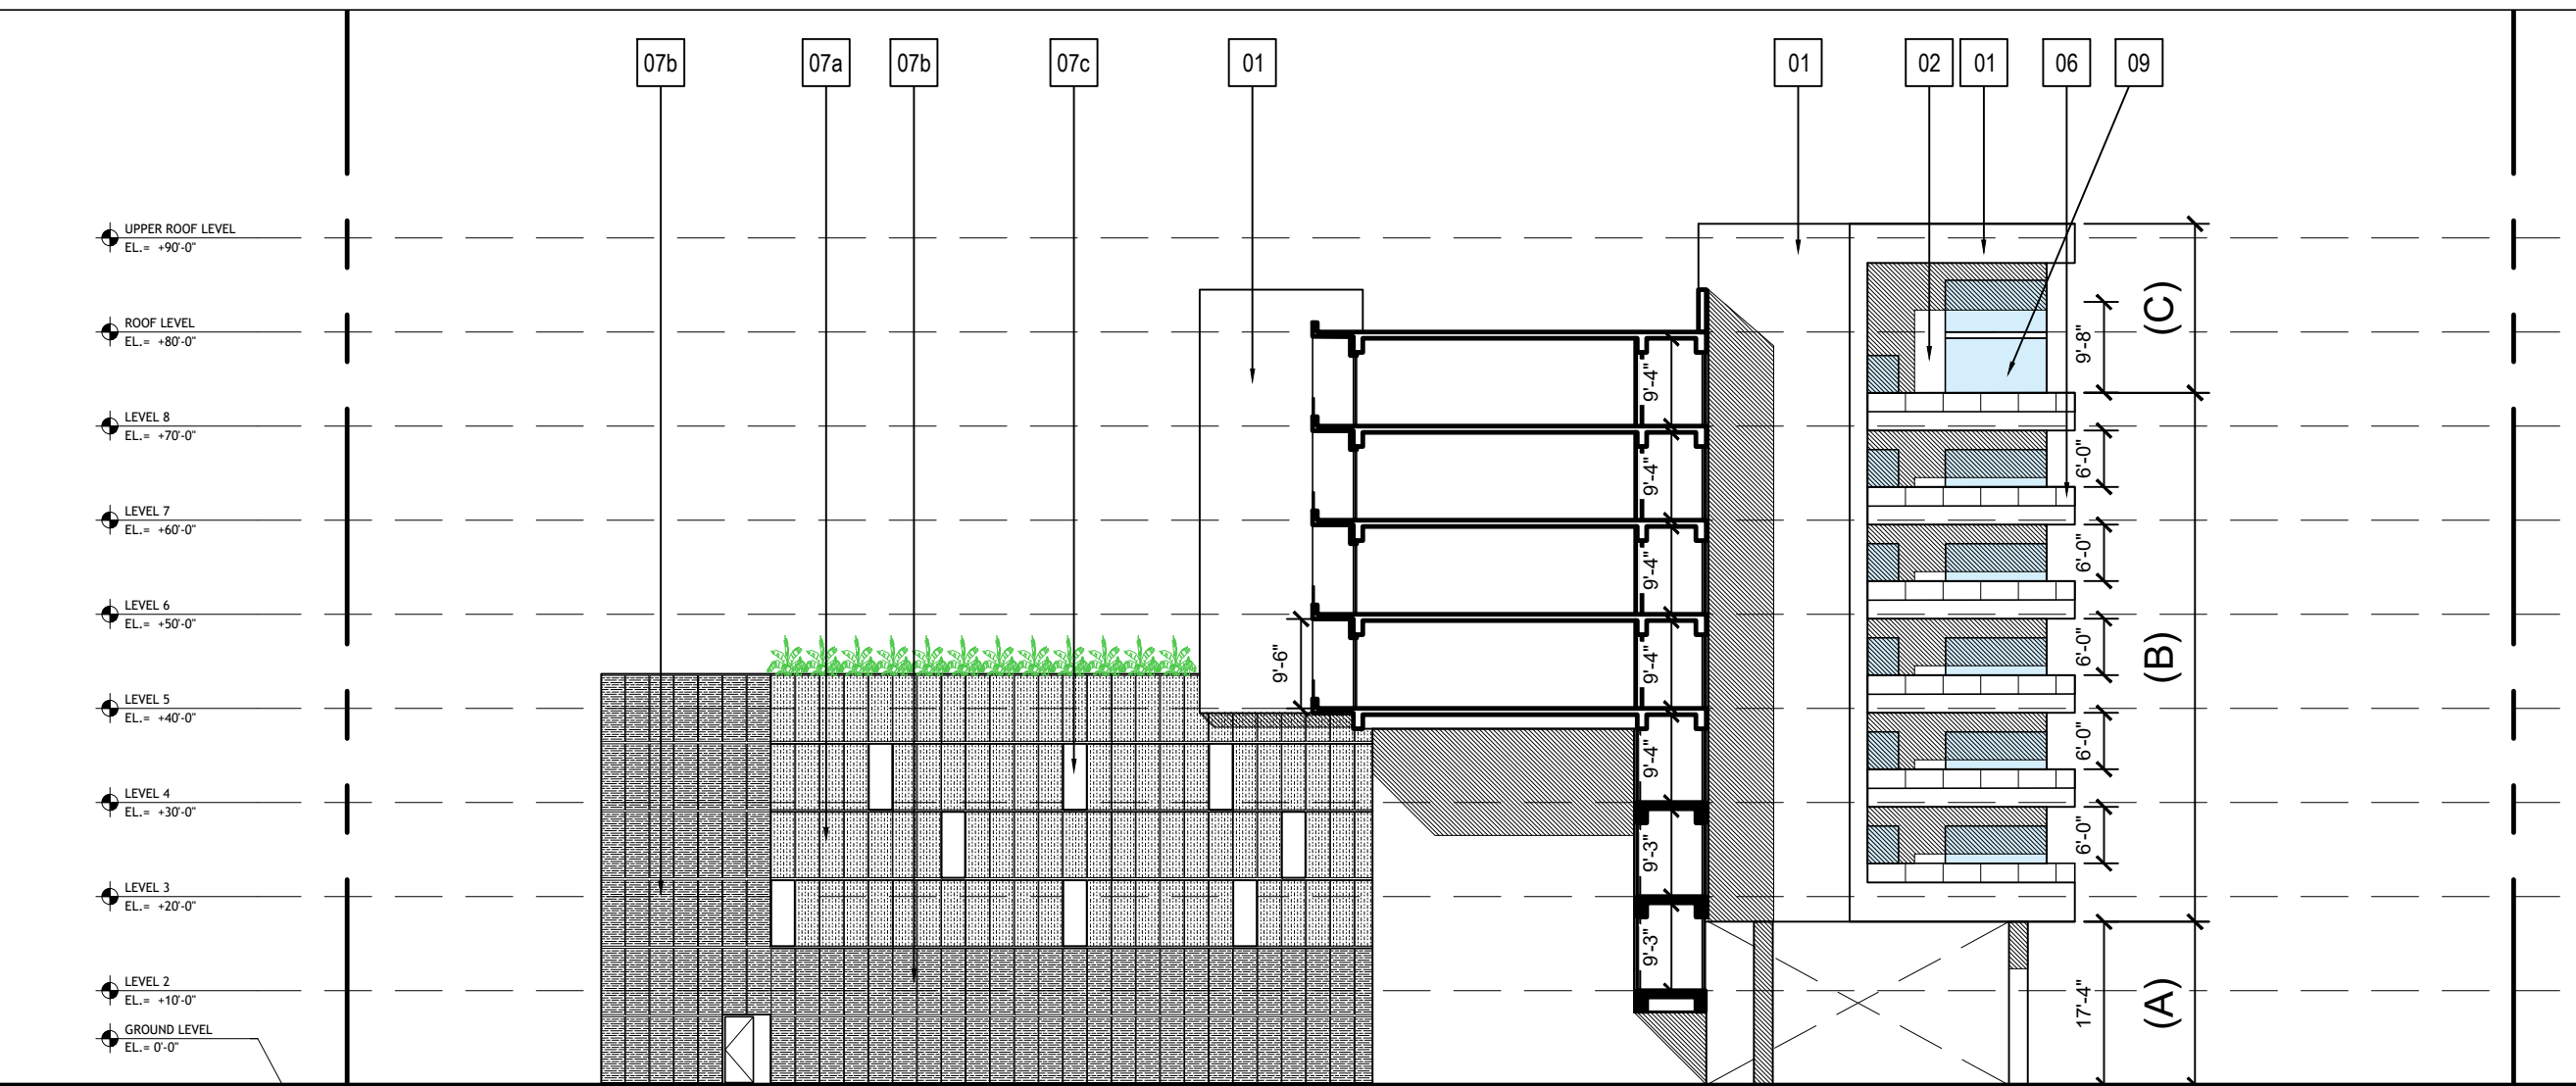 07b
07a
07b
07c
01
01
02
01
06
09
UPPER ROOF LEVEL
EL.= +90'-0"
ROOF LEVEL
EL.= +80'-0"
LEVEL 8
EL.= +70'-0"
LEVEL 7
EL.= +60'-0"
LEVEL 6
EL.= +50'-0"
LEVEL 5
EL.= +40'-0"
LEVEL 4
EL.= +30'-0"
LEVEL 3
EL.= +20'-0"
LEVEL 2
EL.= +10'-0"
GROUND LEVEL
EL.= 0'-0"
9'-6"
9'-4"
9'-4"
9'-4"
9'-4"
9'-4"
9'-3"
9'-3"
9'-8"
6'-0"
6'-0"
6'-0"
6'-0"
6'-0"
17'-4"
(C)
(B)
(A)